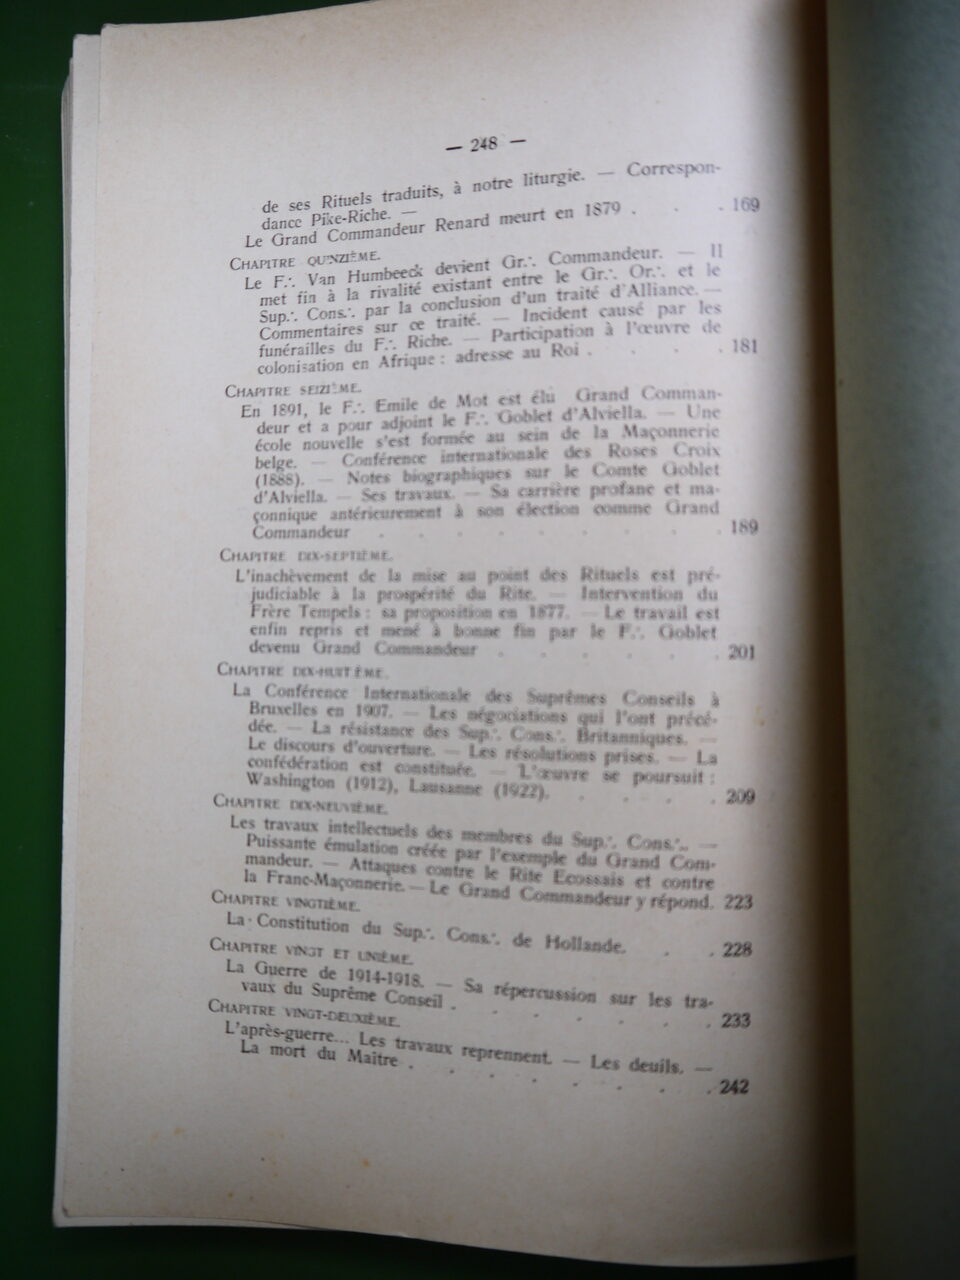 — 248 —
de ses Rituels traduits, à notre liturgie. — Correspon-
dance Pike-Riche. —
Le Grand Commandeur Renard meurt en 1879 . . . 169
CHAPITRE QUINZIÈME.
Le F∴ Van Humbeeck devient Gr∴ Commandeur. — Il
met fin à la rivalité existant entre le Gr∴ Or∴ et le
Sup∴ Cons∴ par la conclusion d'un traité d'Alliance. —
Commentaires sur ce traité. — Incident causé par les
funérailles du F∴ Riche. — Participation à l'œuvre de
colonisation en Afrique : adresse au Roi . . . . 181
CHAPITRE SEIZIÈME.
En 1891, le F∴ Emile de Mot est élu Grand Comman-
deur et a pour adjoint le F∴ Goblet d'Alviella. — Une
école nouvelle s'est formée au sein de la Maçonnerie
belge. — Conférence internationale des Roses Croix
(1888). — Notes biographiques sur le Comte Goblet
d'Alviella. — Ses travaux. — Sa carrière profane et ma-
çonnique antérieurement à son élection comme Grand
Commandeur . . . . . . . . 189
CHAPITRE DIX-SEPTIÈME.
L'inachèvement de la mise au point des Rituels est pré-
judiciable à la prospérité du Rite. — Intervention du
Frère Tempels : sa proposition en 1877. — Le travail est
enfin repris et mené à bonne fin par le F∴ Goblet
devenu Grand Commandeur . . . . . . 201
CHAPITRE DIX-HUITIÈME.
La Conférence Internationale des Suprêmes Conseils à
Bruxelles en 1907. — Les négociations qui l'ont précé-
dée. — La résistance des Sup∴ Cons∴ Britanniques. —
Le discours d'ouverture. — Les résolutions prises. — La
confédération est constituée. — L'œuvre se poursuit :
Washington (1912), Lausanne (1922). . . . . 209
CHAPITRE DIX-NEUVIÈME.
Les travaux intellectuels des membres du Sup∴ Cons∴. —
Puissante émulation créée par l'exemple du Grand Com-
mandeur. — Attaques contre le Rite Ecossais et contre
la Franc-Maçonnerie. — Le Grand Commandeur y répond. 223
CHAPITRE VINGTIÈME.
La Constitution du Sup∴ Cons∴ de Hollande. . . 228
CHAPITRE VINGT ET UNIÈME.
La Guerre de 1914-1918. — Sa répercussion sur les tra-
vaux du Suprême Conseil . . . . . . . 233
CHAPITRE VINGT-DEUXIÈME.
L'après-guerre... Les travaux reprennent. — Les deuils. —
La mort du Maître . . . . . . . . 242